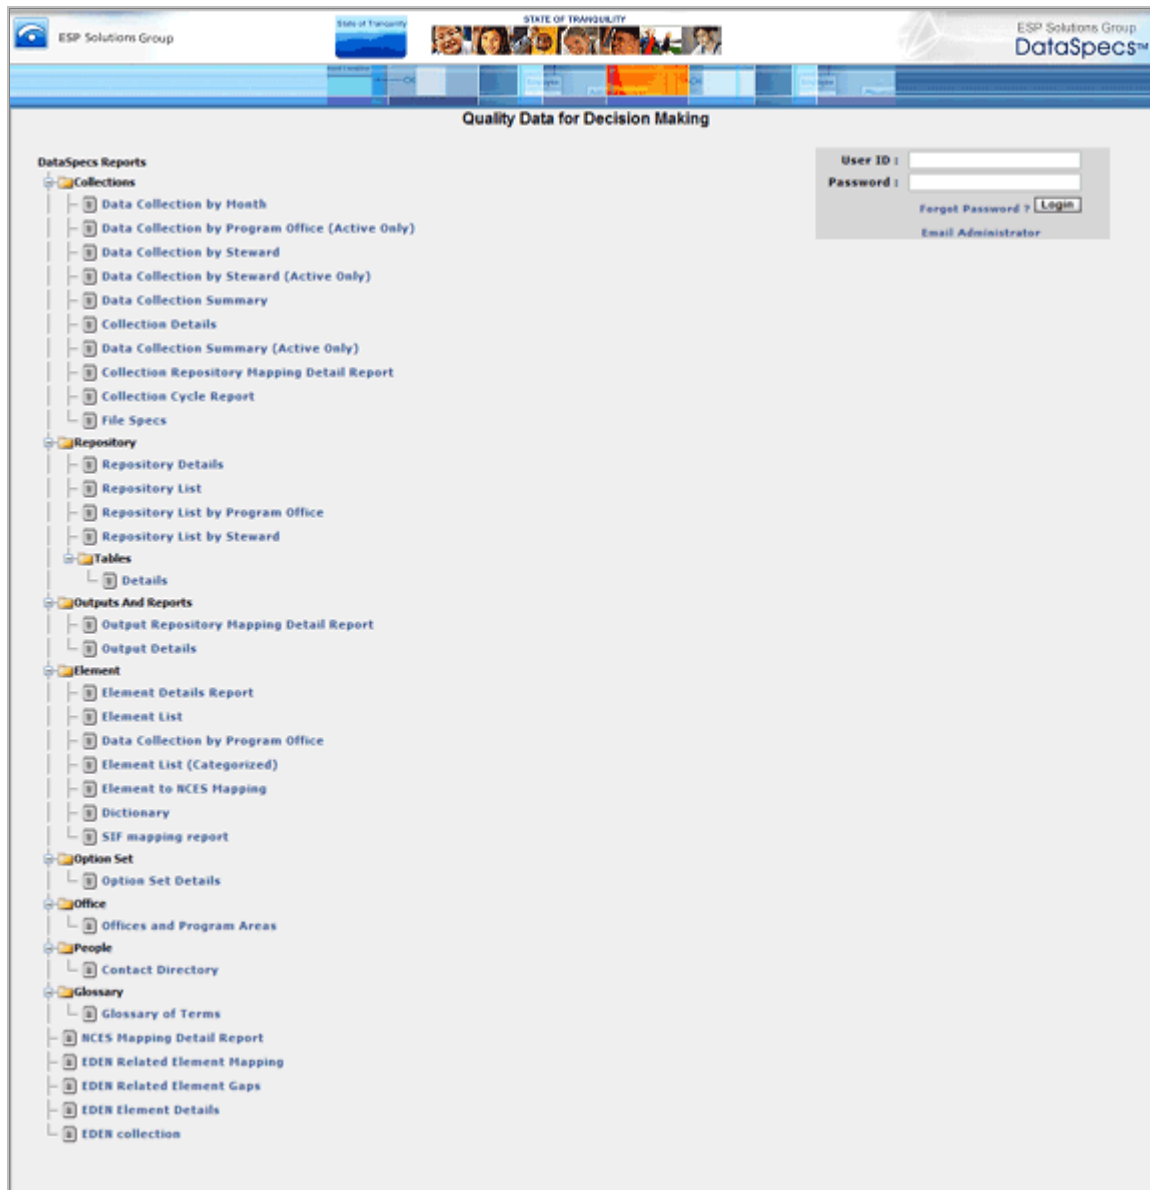 ESP Solutions Group
State of Tranquility
STATE OF TRANQUILITY
ESP Solutions Group
DataSpecs™
Quality Data for Decision Making
User ID :
Password :
Forgot Password ? Login
Email Administrator
DataSpecs Reports
Collections
Data Collection by Month
Data Collection by Program Office (Active Only)
Data Collection by Steward
Data Collection by Steward (Active Only)
Data Collection Summary
Collection Details
Data Collection Summary (Active Only)
Collection Repository Mapping Detail Report
Collection Cycle Report
File Specs
Repository
Repository Details
Repository List
Repository List by Program Office
Repository List by Steward
Tables
Details
Outputs And Reports
Output Repository Mapping Detail Report
Output Details
Element
Element Details Report
Element List
Data Collection by Program Office
Element List (Categorized)
Element to NCES Mapping
Dictionary
SIF mapping report
Option Set
Option Set Details
Office
Offices and Program Areas
People
Contact Directory
Glossary
Glossary of Terms
NCES Mapping Detail Report
EDEN Related Element Mapping
EDEN Related Element Gaps
EDEN Element Details
EDEN collection